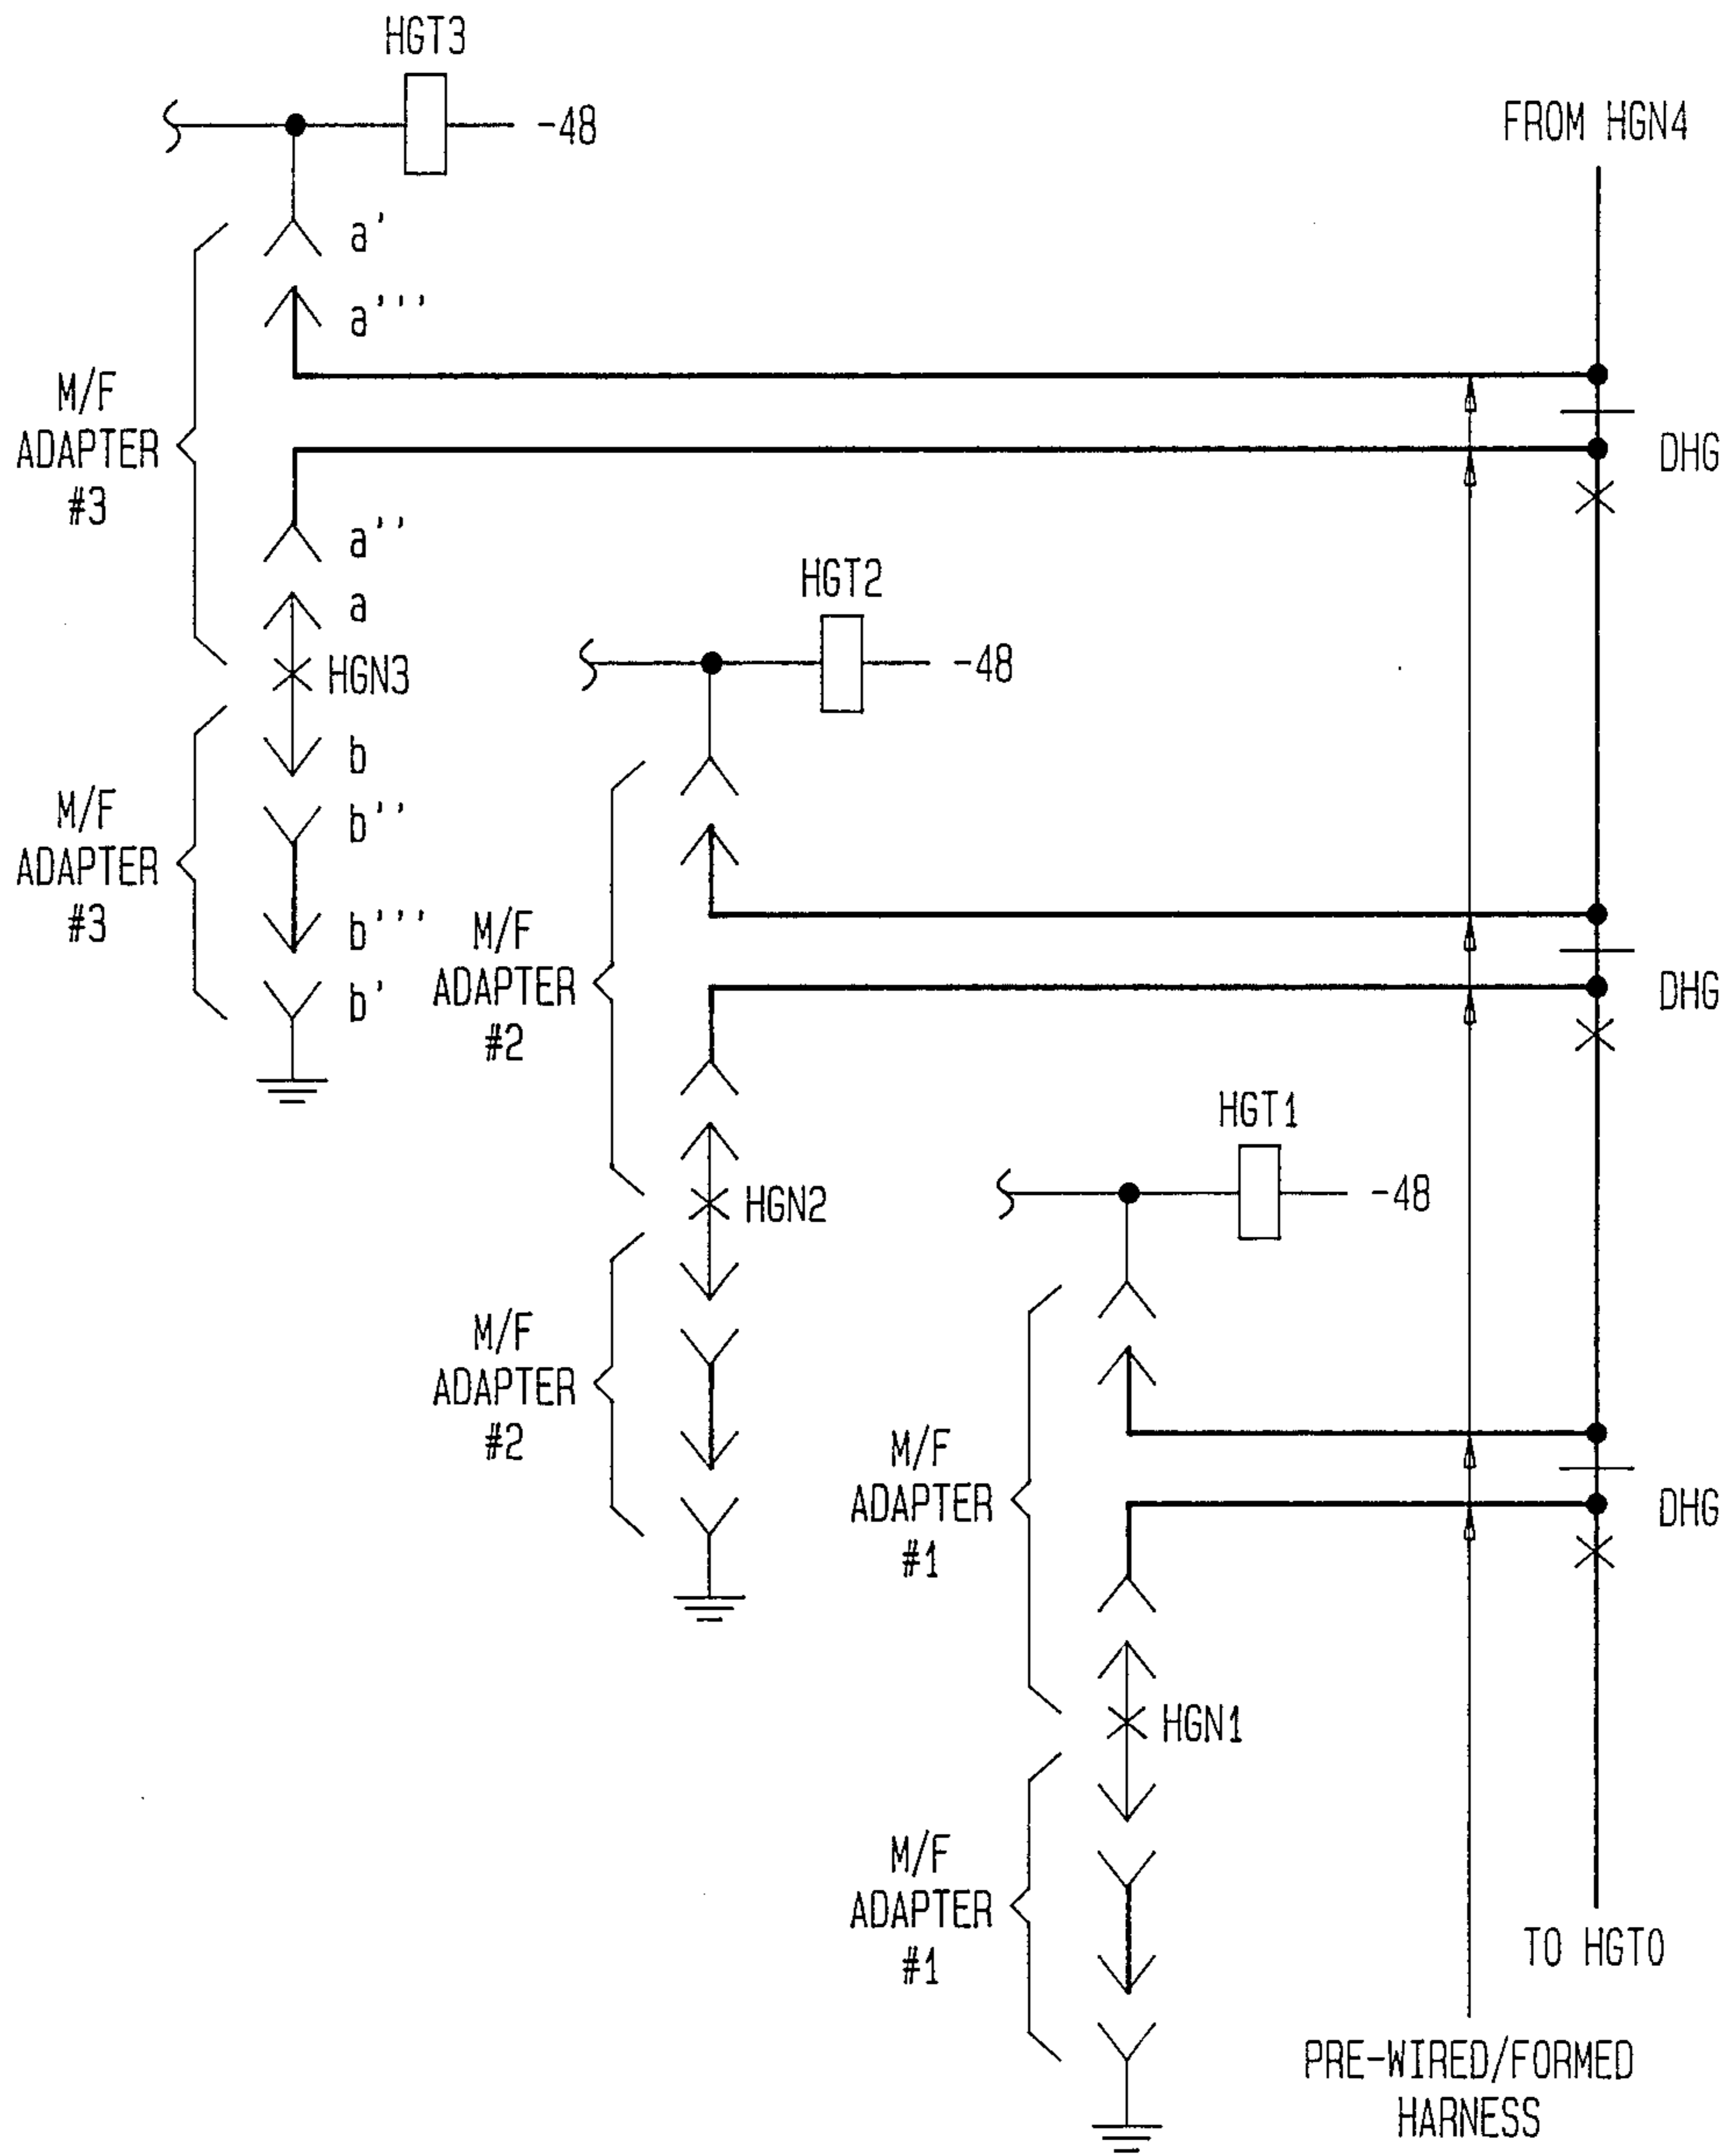 HGT3
-48
FROM HGN4
a'
a'''
M/F
ADAPTER
#3
DHG
a''
a
HGN3
HGT2
-48
b
b''
M/F
ADAPTER
#3
b'''
b'
M/F
ADAPTER
#2
DHG
HGT1
-48
HGN2
M/F
ADAPTER
#2
M/F
ADAPTER
#1
DHG
HGN1
M/F
ADAPTER
#1
TO HGT0
PRE-WIRED/FORMED
HARNESS